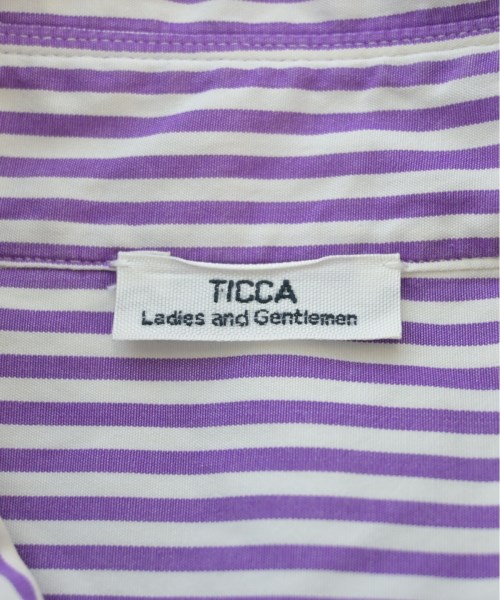 TICCA
Ladies and Gentlemen